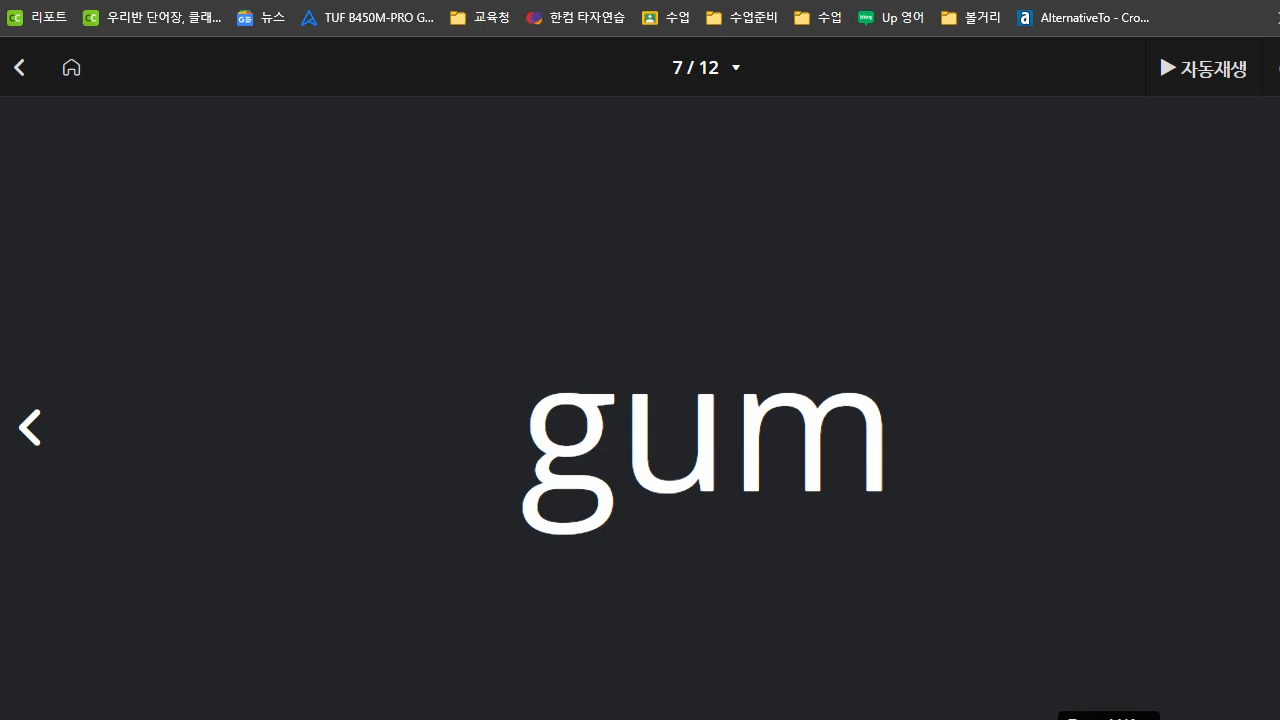 리포트 우리반 단어장, 클래... 뉴스 TUF B450M-PRO G... 교육청 한컴 타자연습 수업 수업준비 수업 Up 영어 볼거리 AlternativeTo - Cro...
7 / 12 자동재생
gum